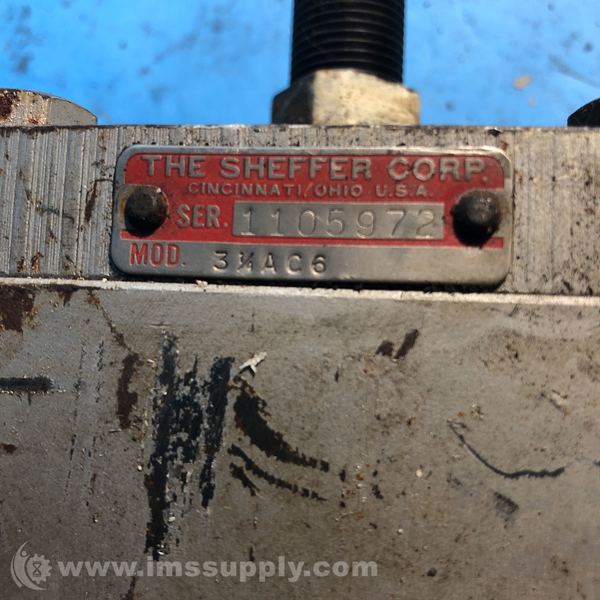 THE SHEFFER CORP.
CINCINNATI, OHIO U.S.A.
SER. 1105972
MOD. 3¼AC6
www.imssupply.com